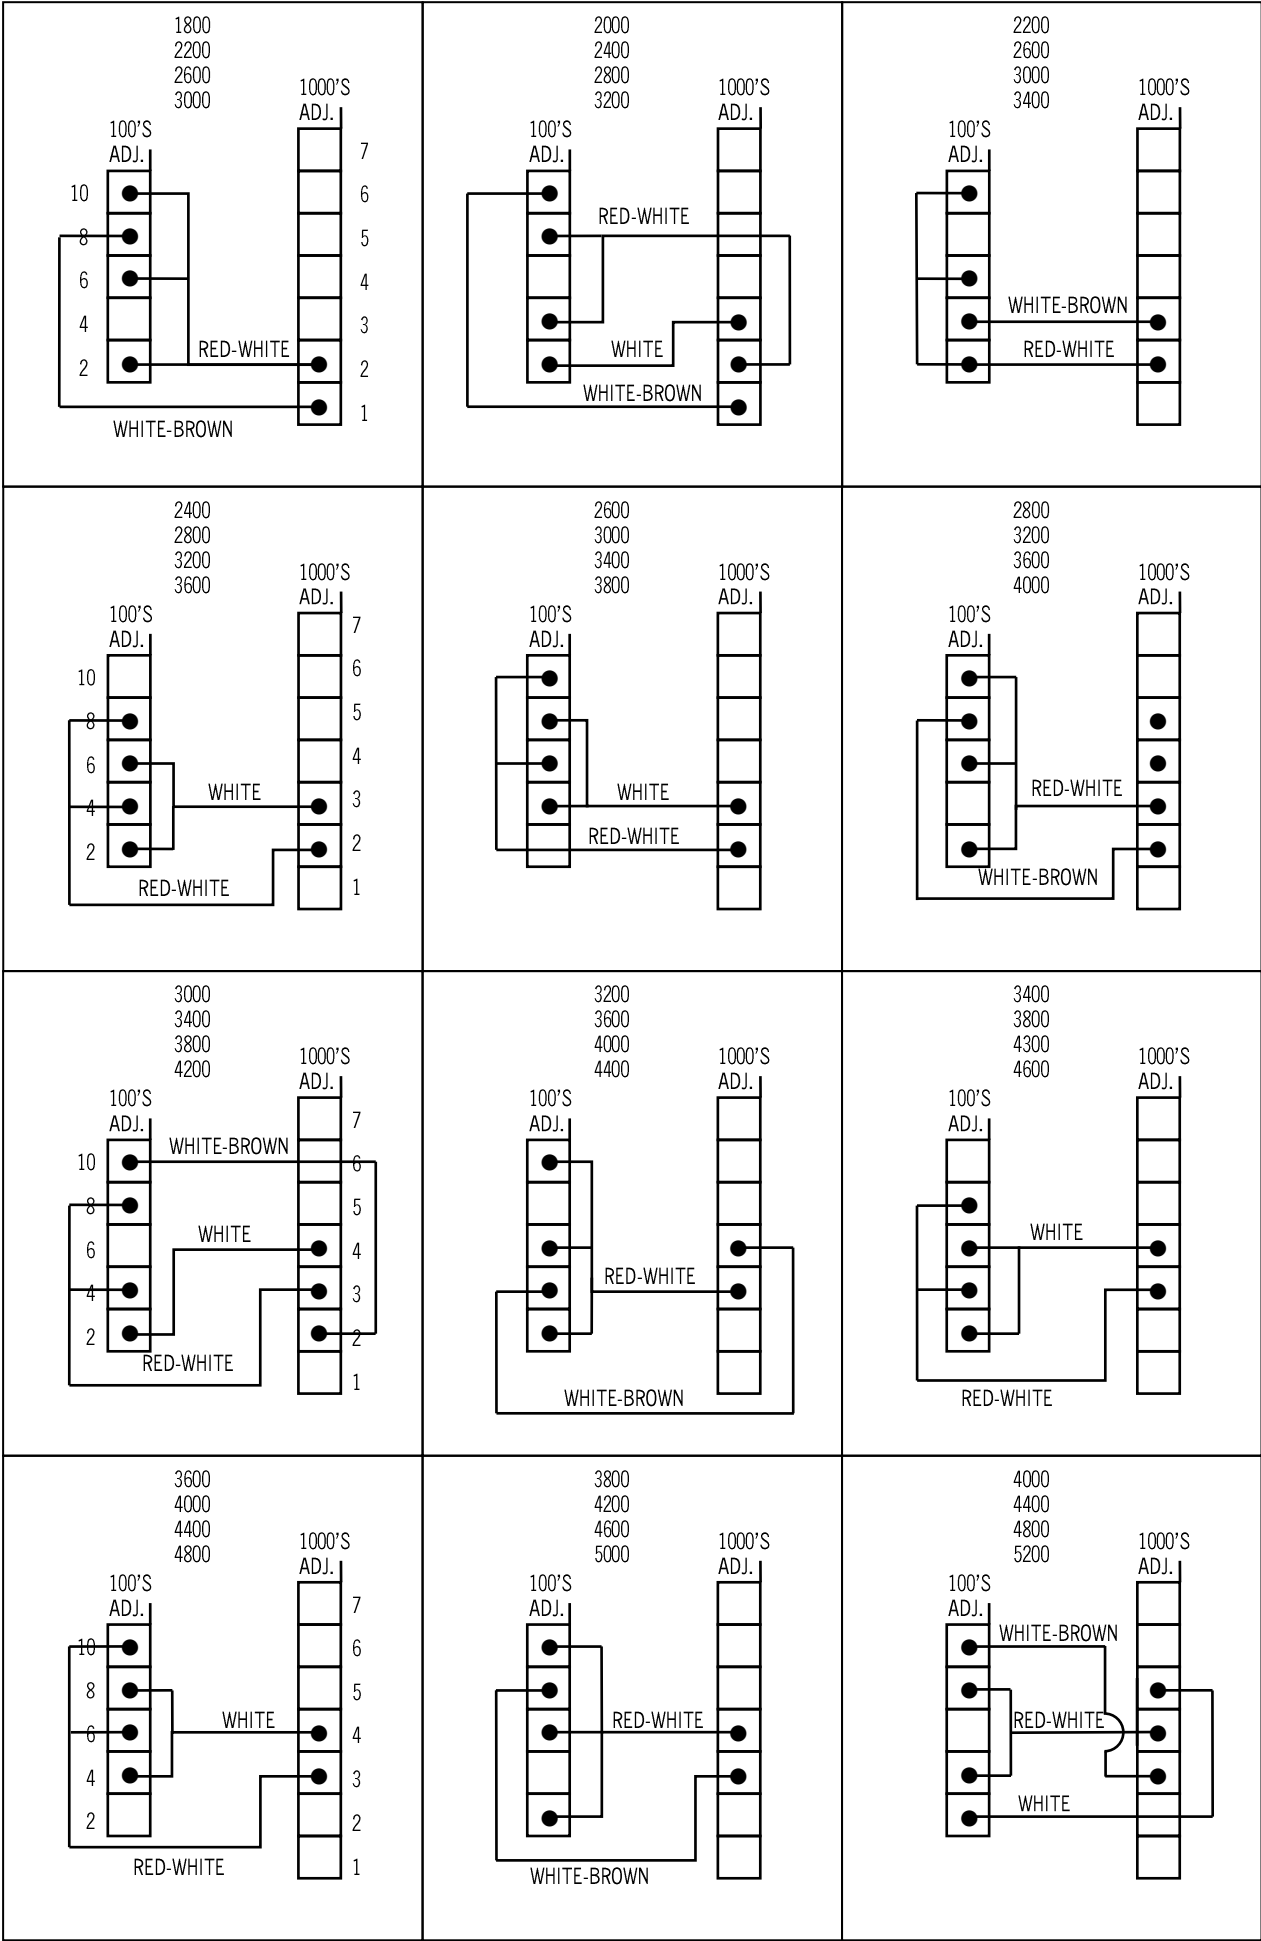 1800
2200
2600
3000
1000'S
ADJ.
100'S
ADJ.
10
8
6
4
2
7
6
5
4
3
2
1
RED-WHITE
WHITE-BROWN
2000
2400
2800
3200
1000'S
ADJ.
100'S
ADJ.
RED-WHITE
WHITE
WHITE-BROWN
2200
2600
3000
3400
1000'S
ADJ.
100'S
ADJ.
WHITE-BROWN
RED-WHITE
2400
2800
3200
3600
1000'S
ADJ.
100'S
ADJ.
10
8
6
4
2
7
6
5
4
3
2
1
WHITE
RED-WHITE
2600
3000
3400
3800
1000'S
ADJ.
100'S
ADJ.
WHITE
RED-WHITE
2800
3200
3600
4000
1000'S
ADJ.
100'S
ADJ.
RED-WHITE
WHITE-BROWN
3000
3400
3800
4200
1000'S
ADJ.
100'S
ADJ.
10
8
6
4
2
7
6
5
4
3
2
1
WHITE-BROWN
WHITE
RED-WHITE
3200
3600
4000
4400
1000'S
ADJ.
100'S
ADJ.
RED-WHITE
WHITE-BROWN
3400
3800
4300
4600
1000'S
ADJ.
100'S
ADJ.
WHITE
RED-WHITE
3600
4000
4400
4800
1000'S
ADJ.
100'S
ADJ.
10
8
6
4
2
7
6
5
4
3
2
1
WHITE
RED-WHITE
3800
4200
4600
5000
1000'S
ADJ.
100'S
ADJ.
RED-WHITE
WHITE-BROWN
4000
4400
4800
5200
1000'S
ADJ.
100'S
ADJ.
WHITE-BROWN
RED-WHITE
WHITE